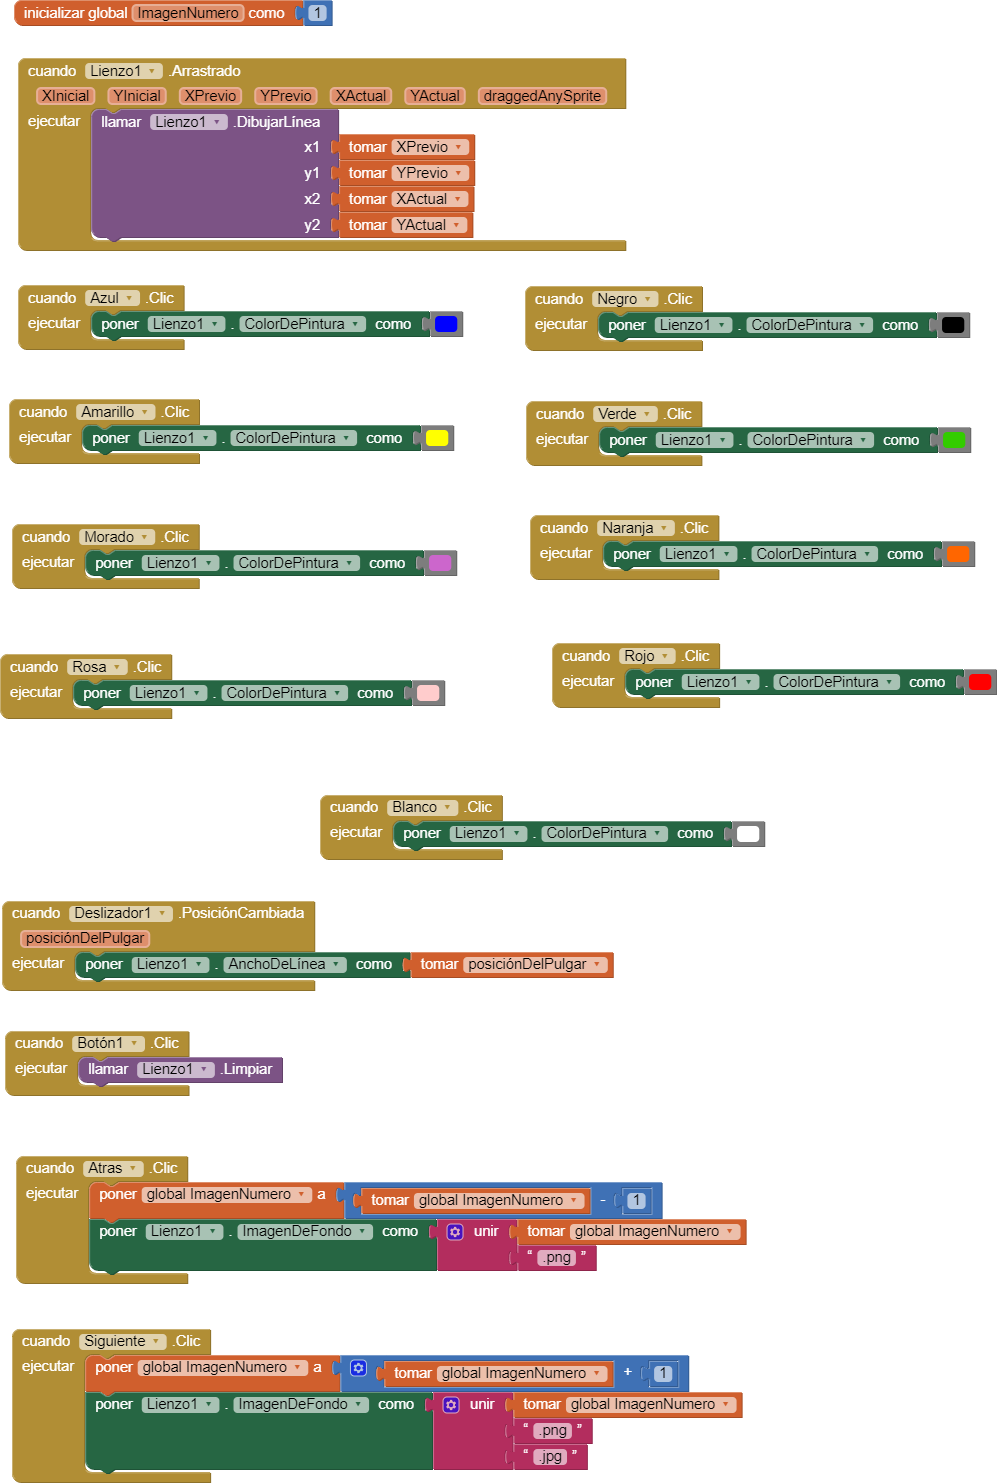 inicializar global ImagenNumero como 1
cuando Lienzo1 .Arrastrado
XInicial YInicial XPrevio YPrevio XActual YActual draggedAnySprite
ejecutar llamar Lienzo1 .DibujarLínea
x1 tomar XPrevio
y1 tomar YPrevio
x2 tomar XActual
y2 tomar YActual
cuando Azul .Clic
ejecutar poner Lienzo1 . ColorDePintura como
cuando Negro .Clic
ejecutar poner Lienzo1 . ColorDePintura como
cuando Amarillo .Clic
ejecutar poner Lienzo1 . ColorDePintura como
cuando Verde .Clic
ejecutar poner Lienzo1 . ColorDePintura como
cuando Morado .Clic
ejecutar poner Lienzo1 . ColorDePintura como
cuando Naranja .Clic
ejecutar poner Lienzo1 . ColorDePintura como
cuando Rosa .Clic
ejecutar poner Lienzo1 . ColorDePintura como
cuando Rojo .Clic
ejecutar poner Lienzo1 . ColorDePintura como
cuando Blanco .Clic
ejecutar poner Lienzo1 . ColorDePintura como
cuando Deslizador1 .PosiciónCambiada
posiciónDelPulgar
ejecutar poner Lienzo1 . AnchoDeLínea como tomar posiciónDelPulgar
cuando Botón1 .Clic
ejecutar llamar Lienzo1 .Limpiar
cuando Atras .Clic
ejecutar poner global ImagenNumero a tomar global ImagenNumero - 1
poner Lienzo1 . ImagenDeFondo como unir tomar global ImagenNumero
“ .png ”
cuando Siguiente .Clic
ejecutar poner global ImagenNumero a tomar global ImagenNumero + 1
poner Lienzo1 . ImagenDeFondo como unir tomar global ImagenNumero
“ .png ”
“ .jpg ”